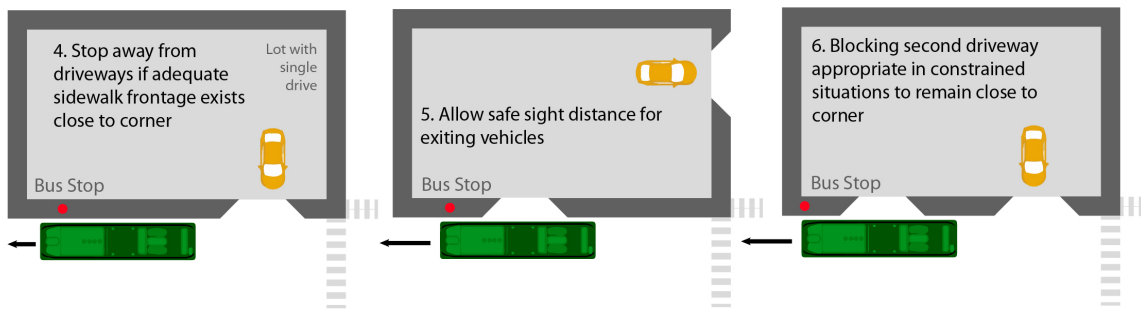 4. Stop away from
driveways if adequate
sidewalk frontage exists
close to corner
Lot with
single
drive
Bus Stop
5. Allow safe sight distance for
exiting vehicles
Bus Stop
6. Blocking second driveway
appropriate in constrained
situations to remain close to
corner
Bus Stop